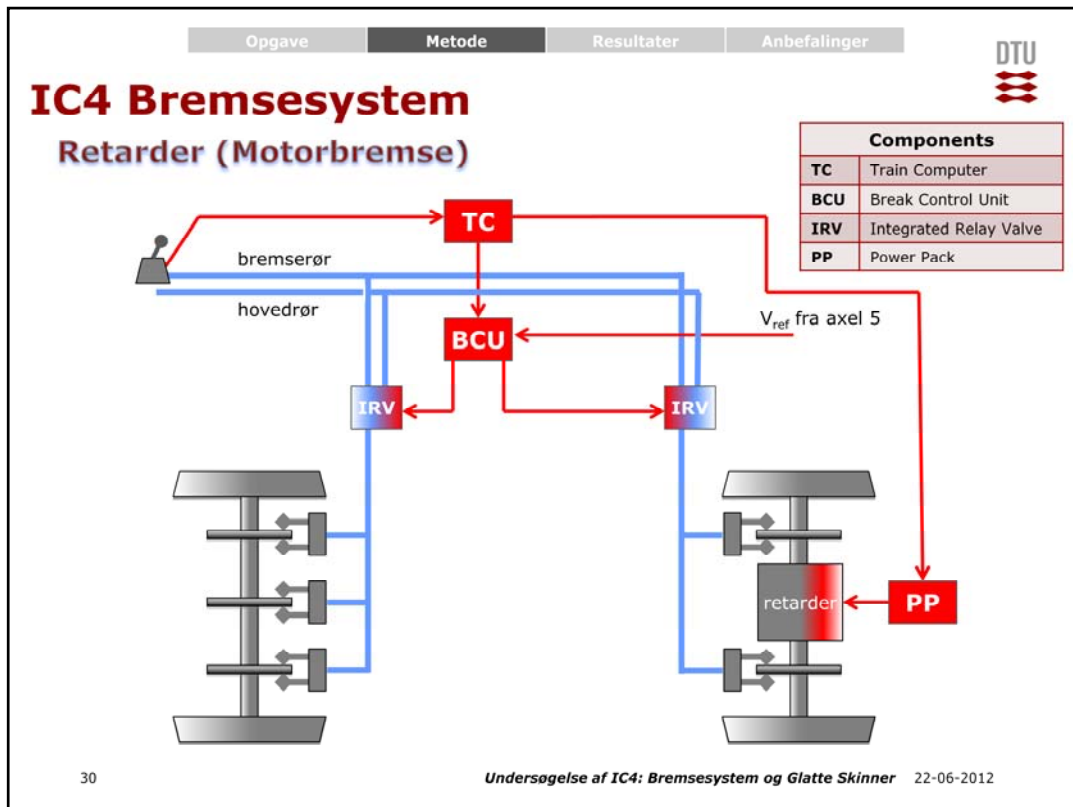 Opgave Metode Resultater Anbefalinger
DTU
IC4 Bremsesystem
Retarder (Motorbremse)
Components
TC Train Computer
BCU Break Control Unit
IRV Integrated Relay Valve
PP Power Pack
TC
bremserør
hovedrør
BCU
Vref fra axel 5
IRV
IRV
retarder
PP
30
Undersøgelse af IC4: Bremsesystem og Glatte Skinner 22-06-2012